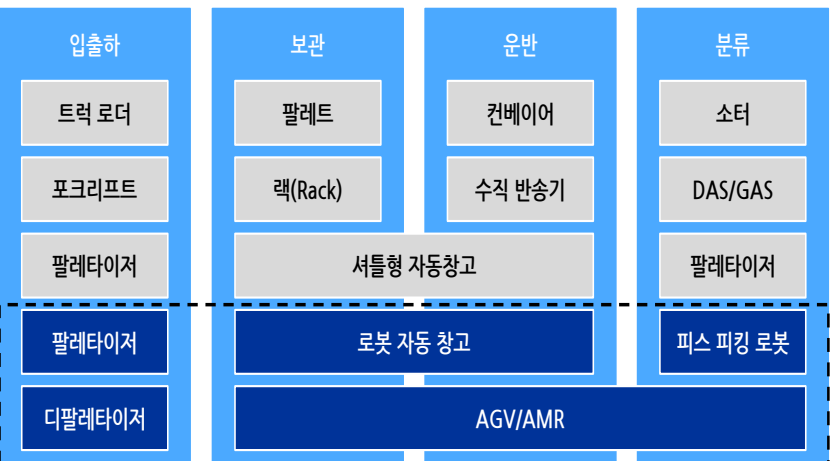 입출하
보관
운반
분류
트럭 로더
팔레트
컨베이어
소터
포크리프트
랙(Rack)
수직 반송기
DAS/GAS
팔레타이저
셔틀형 자동창고
팔레타이저
팔레타이저
로봇 자동 창고
피스 피킹 로봇
디팔레타이저
AGV/AMR